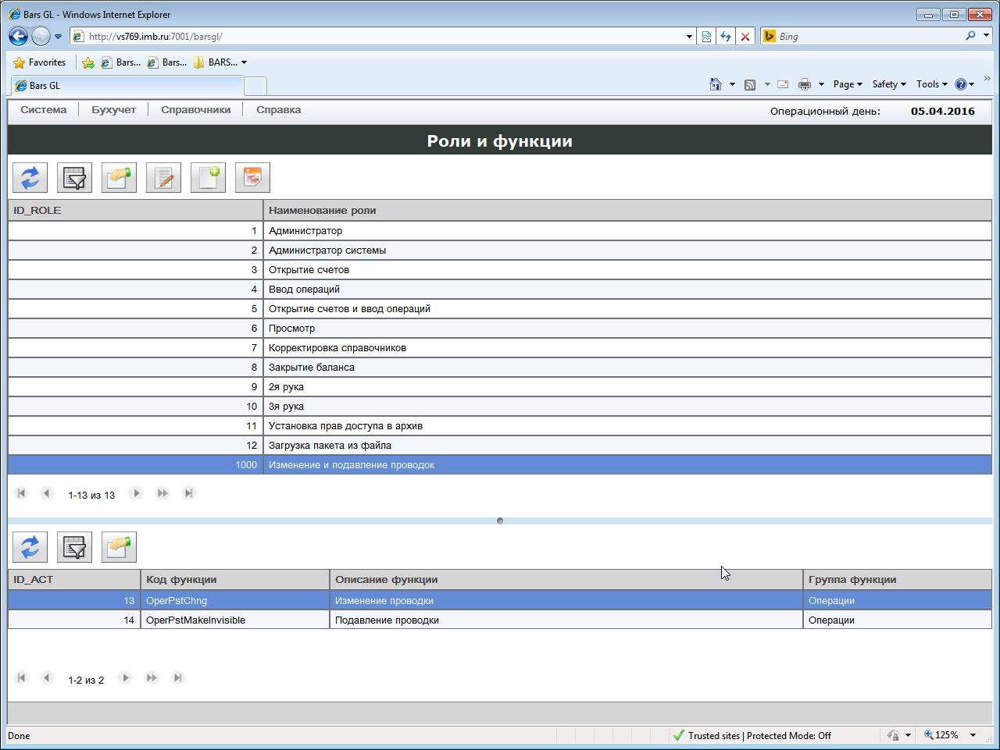 Bars GL - Windows Internet Explorer
http://vs769.imb.ru:7001/barsgl/
Bing
Favorites Bars... Bars... BARS...
Bars GL
Page Safety Tools
Система Бухучет Справочники Справка Операционный день: 05.04.2016
Роли и функции
ID_ROLE Наименование роли
1 Администратор
2 Администратор системы
3 Открытие счетов
4 Ввод операций
5 Открытие счетов и ввод операций
6 Просмотр
7 Корректировка справочников
8 Закрытие баланса
9 2я рука
10 3я рука
11 Установка прав доступа в архив
12 Загрузка пакета из файла
1000 Изменение и подавление проводок
1-13 из 13
ID_ACT Код функции Описание функции Группа функции
13 OperPstChng Изменение проводки Операции
14 OperPstMakeInvisible Подавление проводки Операции
1-2 из 2
Done Trusted sites | Protected Mode: Off 125%